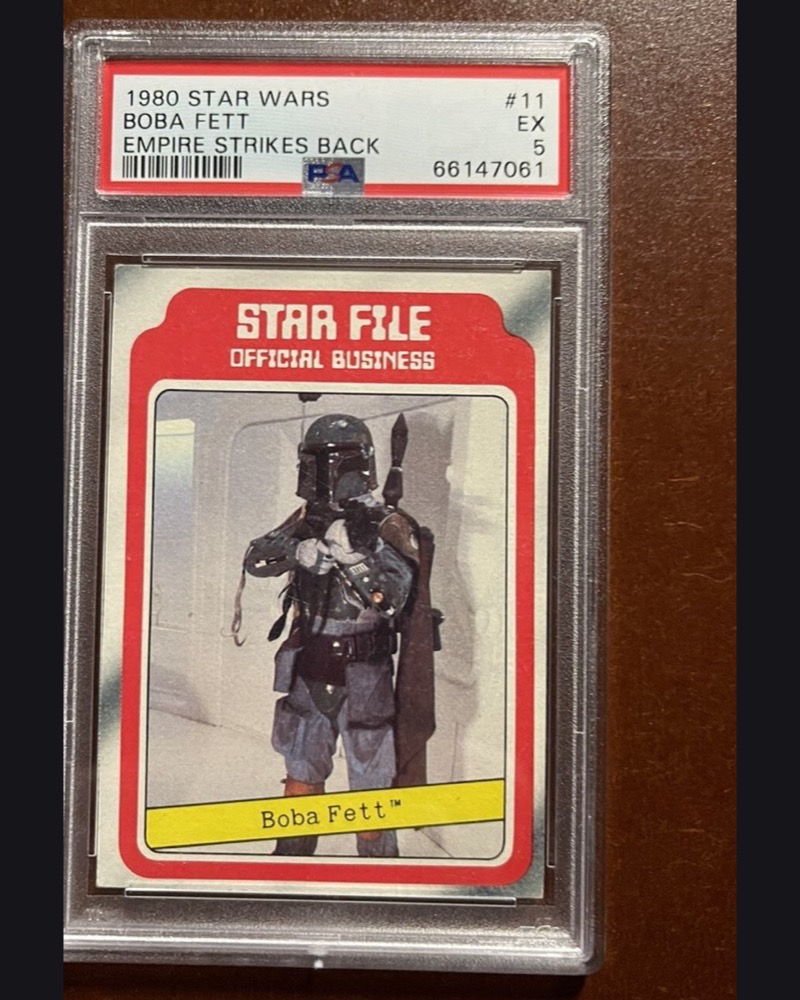 1980 STAR WARS #11
BOBA FETT EX
EMPIRE STRIKES BACK 5
PSA 66147061
STAR FILE
OFFICIAL BUSINESS
Boba Fett™